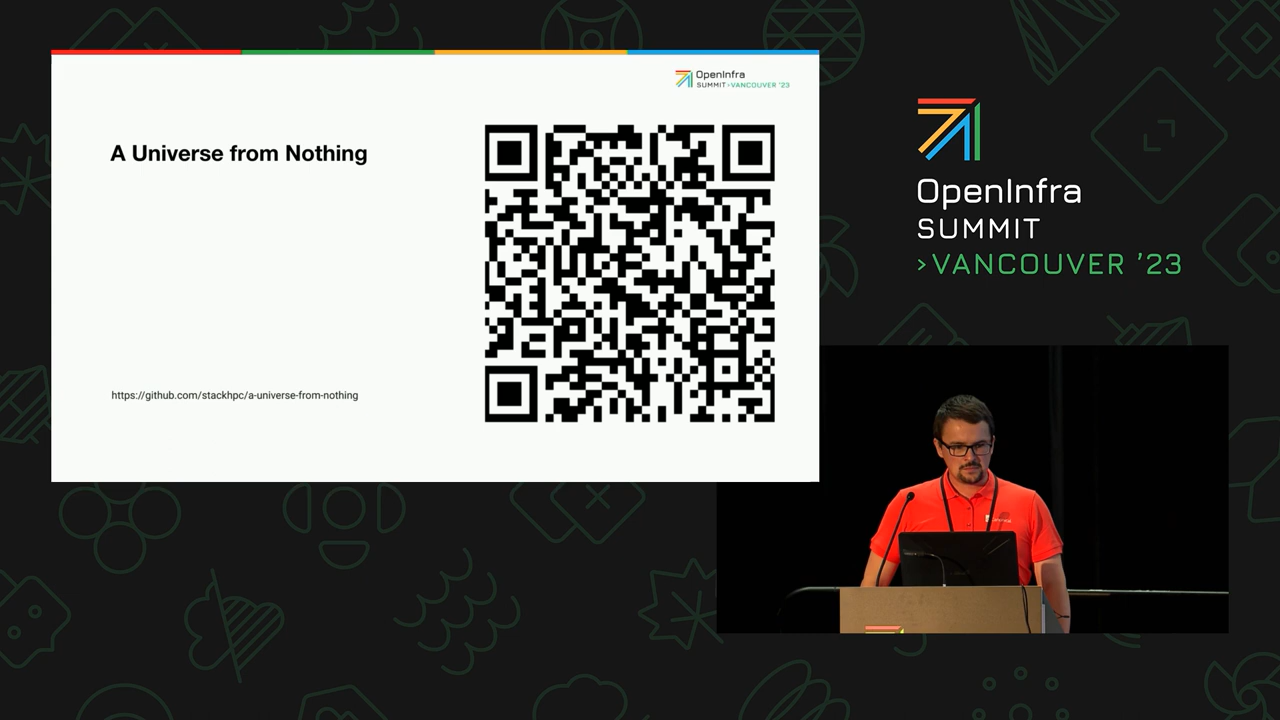 OpenInfra
SUMMIT >VANCOUVER '23
A Universe from Nothing
https://github.com/stackhpc/a-universe-from-nothing
OpenInfra
SUMMIT
>VANCOUVER ’23